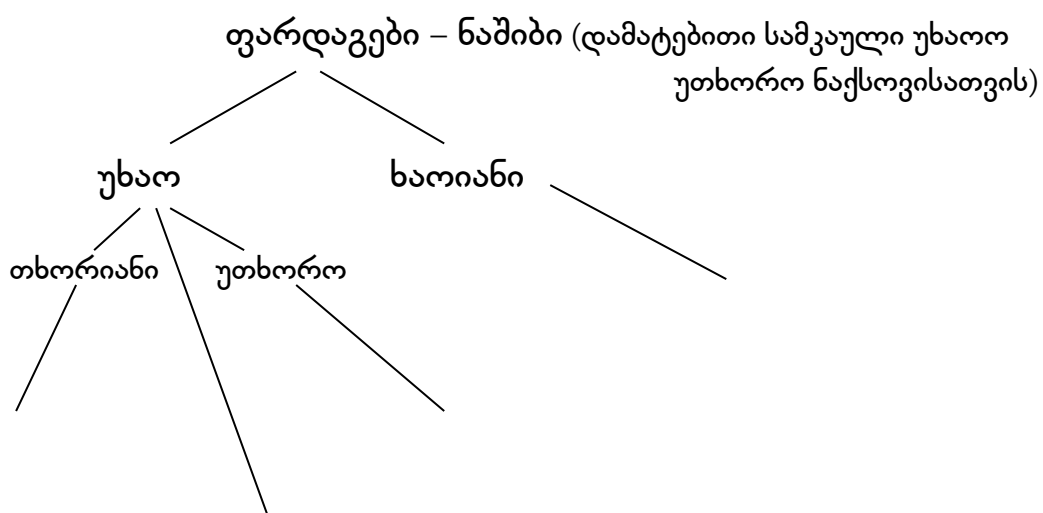 ფარდაგები – ნაშიბი (დამატებითი სამკაული უხაოო
უთხორო ნაქსოვისათვის)
უხაო ხაოიანი
თხორიანი უთხორო